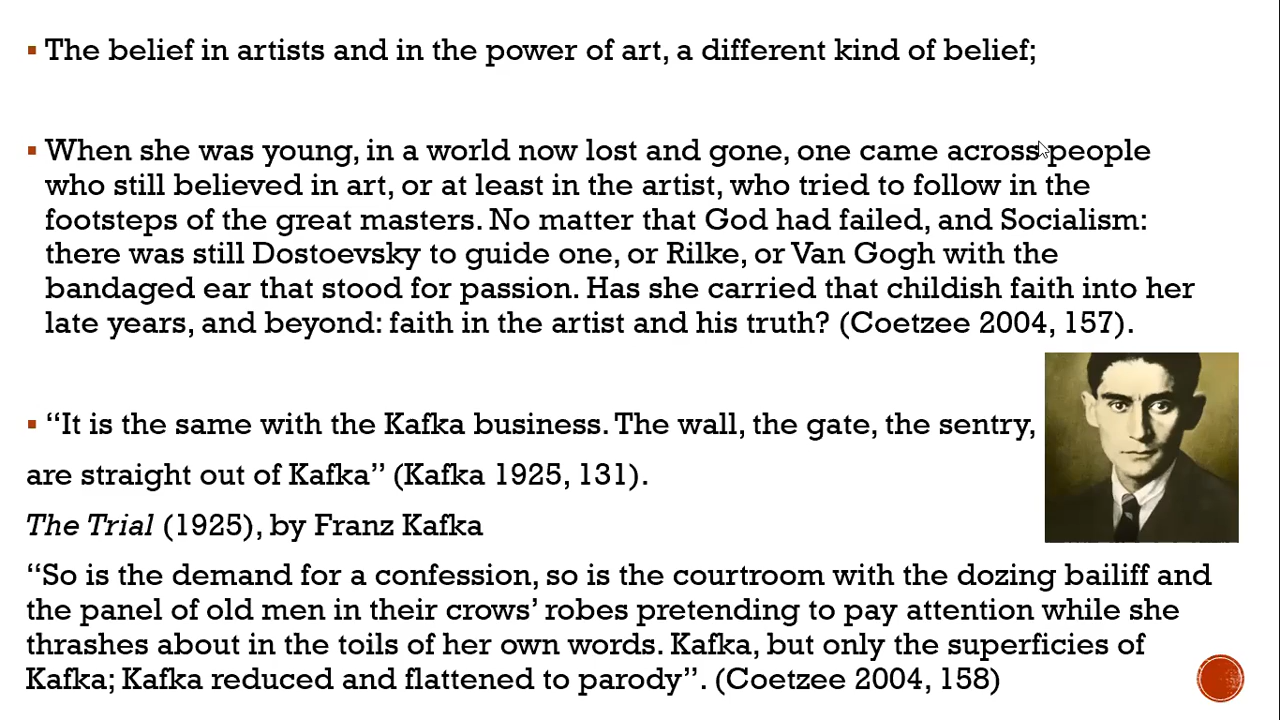 The belief in artists and in the power of art, a different kind of belief;
When she was young, in a world now lost and gone, one came across people
who still believed in art, or at least in the artist, who tried to follow in the
footsteps of the great masters. No matter that God had failed, and Socialism:
there was still Dostoevsky to guide one, or Rilke, or Van Gogh with the
bandaged ear that stood for passion. Has she carried that childish faith into her
late years, and beyond: faith in the artist and his truth? (Coetzee 2004, 157).
“It is the same with the Kafka business. The wall, the gate, the sentry,
are straight out of Kafka” (Kafka 1925, 131).
The Trial (1925), by Franz Kafka
“So is the demand for a confession, so is the courtroom with the dozing bailiff and
the panel of old men in their crows’ robes pretending to pay attention while she
thrashes about in the toils of her own words. Kafka, but only the superficies of
Kafka; Kafka reduced and flattened to parody”. (Coetzee 2004, 158)